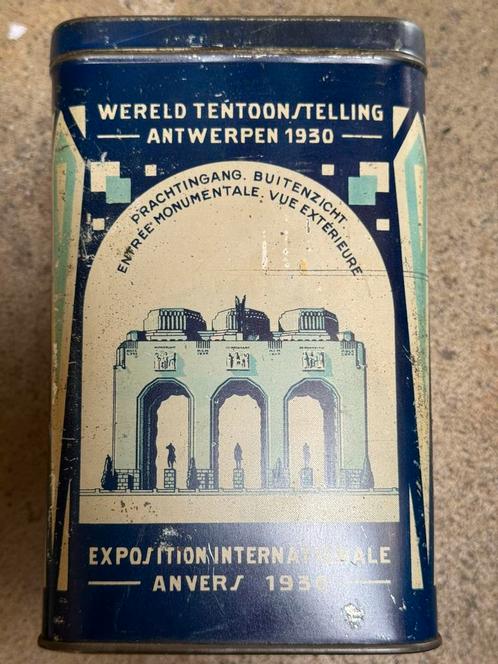 WERELD TENTOONSTELLING
ANTWERPEN 1930
PRACHTINGANG. BUITENZICHT
ENTRÉE MONUMENTALE. VUE EXTÉRIEURE
EXPOSITION INTERNATIONALE
ANVERS 1930